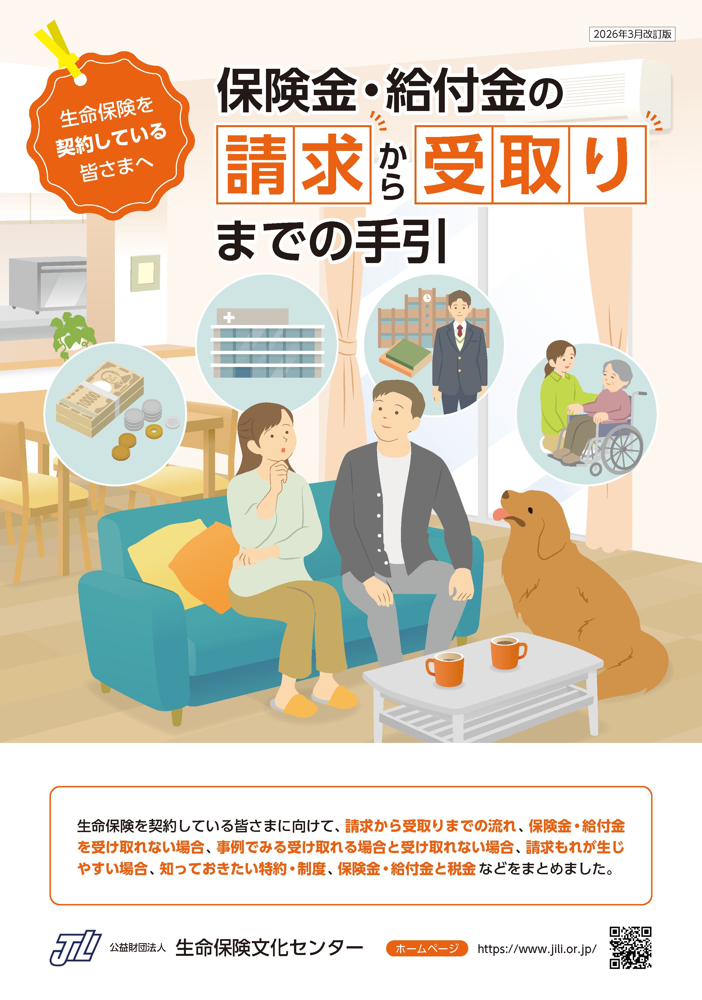 2026年3月改訂版
生命保険を
契約している
皆さまへ
保険金・給付金の
請求から受取り
までの手引
10000
生命保険を契約している皆さまに向けて、請求から受取りまでの流れ、保険金・給付金
を受け取れない場合、事例でみる受け取れる場合と受け取れない場合、請求もれが生じ
やすい場合、知っておきたい特約・制度、保険金・給付金と税金などをまとめました。
JILI 公益財団法人 生命保険文化センター ホームページ https://www.jili.or.jp/